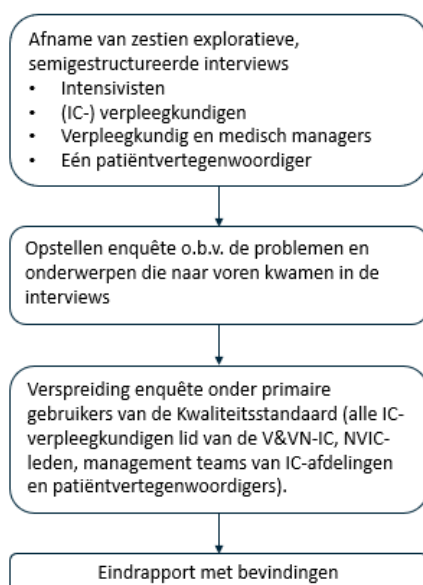 Afname van zestien exploratieve,
semigestructureerde interviews
• Intensivisten
• (IC-) verpleegkundigen
• Verpleegkundig en medisch managers
• Eén patiëntvertegenwoordiger
Opstellen enquête o.b.v. de problemen en
onderwerpen die naar voren kwamen in de
interviews
Verspreiding enquête onder primaire
gebruikers van de Kwaliteitsstandaard (alle IC-
verpleegkundigen lid van de V&VN-IC, NVIC-
leden, management teams van IC-afdelingen
en patiëntvertegenwoordigers).
Eindrapport met bevindingen